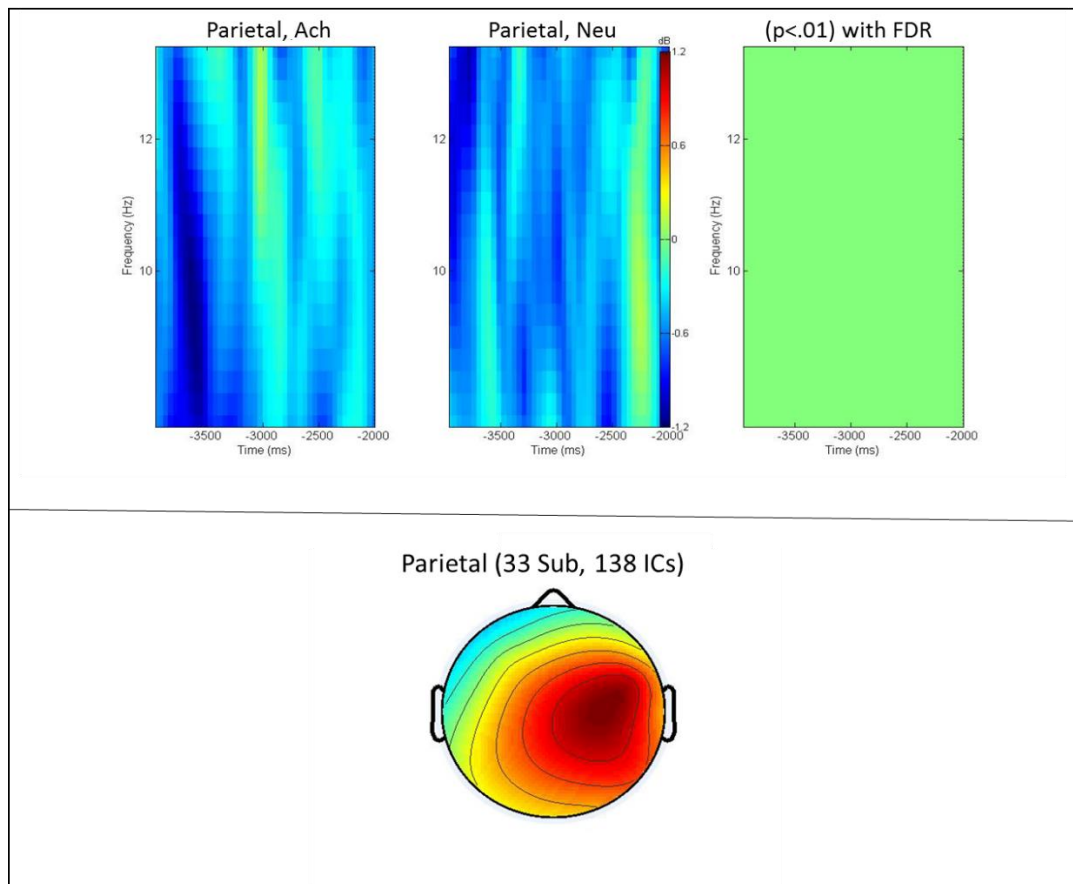 Parietal, Ach
Parietal, Neu
(p<.01) with FDR
dB
1.2
0.6
0
-0.6
-1.2
Frequency (Hz)
12
10
-3500 -3000 -2500 -2000
Time (ms)
12
10
-3500 -3000 -2500 -2000
Time (ms)
Frequency (Hz)
12
10
-3500 -3000 -2500 -2000
Time (ms)
Parietal (33 Sub, 138 ICs)